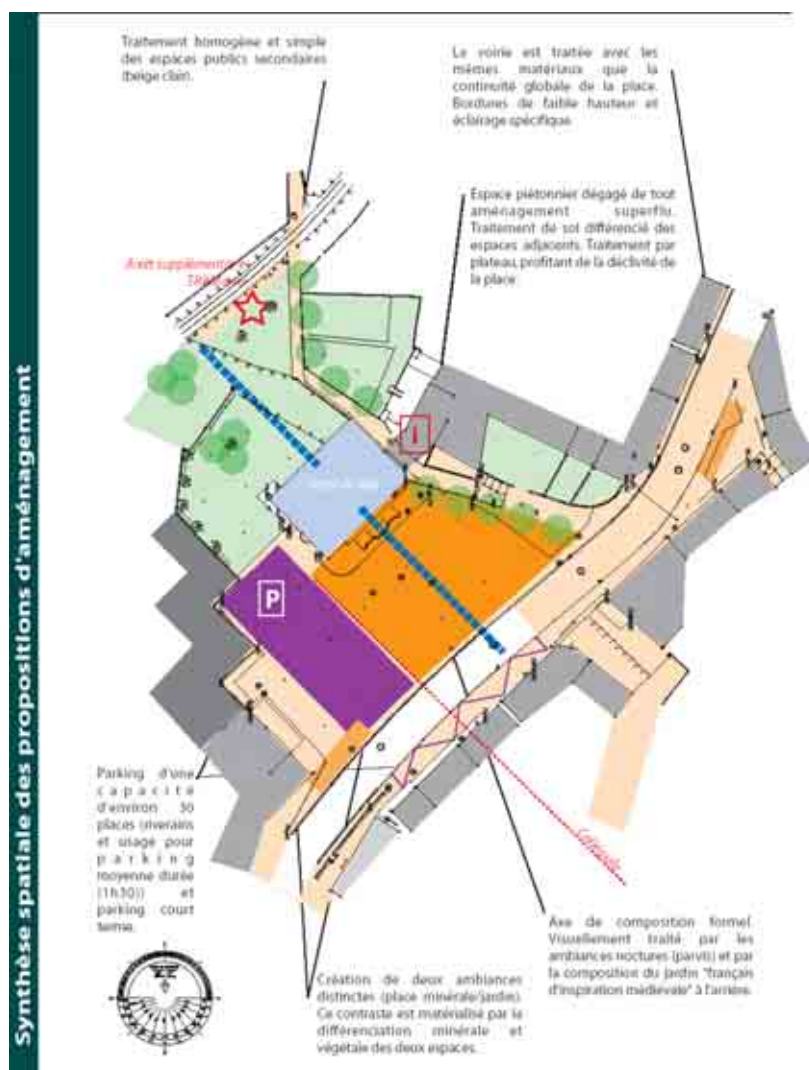 Synthèse spatiale des propositions d'aménagement
Traitement homogène et simple
des espaces publics secondaires
(beige clair).
La voirie est traitée avec les
mêmes matériaux que la
continuité globale de la place.
Bordures de faible hauteur et
éclairage spécifique.
Espace piétonnier dégagé de tout
aménagement superflu.
Traitement de sol différencié des
espaces adjacents. Traitement par
plateau, profitant de la déclivité de
la place.
supplémentaire
i
P
Parking d'une
capacité
d'environ 30
places (riverains
et usage pour
parking
moyenne durée
(1h30)) et
parking court
terme.
Création de deux ambiances
distinctes (place minérale/jardin).
Ce contraste est matérialisé par la
différenciation minérale et
végétale des deux espaces.
Axe de composition formel.
Visuellement traité par les
ambiances noctures (parvis) et par
la composition du jardin "français
d'inspiration médievale" à l'arrière.